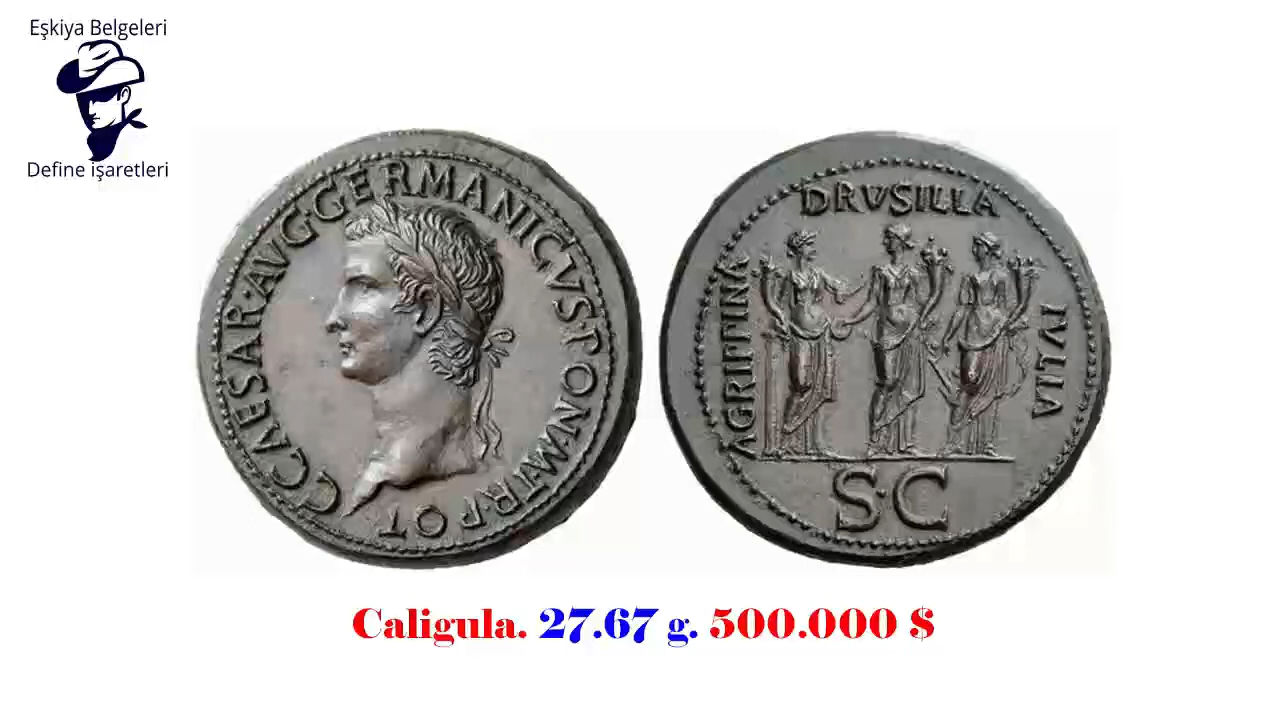 Eşkiya Belgeleri
Define işaretleri
C·CAESAR·AVG·GERMANICVS PON·M·TR·POT
AGRIPPINA
DRVSILLA
IVLIA
S·C
Caligula. 27.67 g. 500.000 $